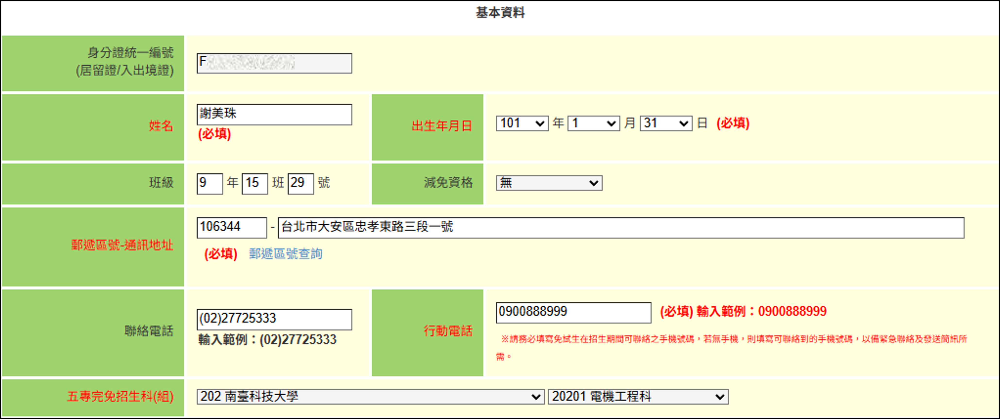 基本資料
身分證統一編號
(居留證/入出境證)
F
姓名
謝美珠
(必填)
出生年月日
101 年 1 月 31 日 (必填)
班級
9 年 15 班 29 號
減免資格
無
郵遞區號-通訊地址
106344 - 台北市大安區忠孝東路三段一號
(必填) 郵遞區號查詢
聯絡電話
(02)27725333
輸入範例：(02)27725333
行動電話
0900888999 (必填) 輸入範例：0900888999
※請務必填寫免試生在招生期間可聯絡之手機號碼，若無手機，則填寫可聯絡到的手機號碼，以備緊急聯絡及發送簡訊所
需。
五專完免招生科(組)
202 南臺科技大學 20201 電機工程科